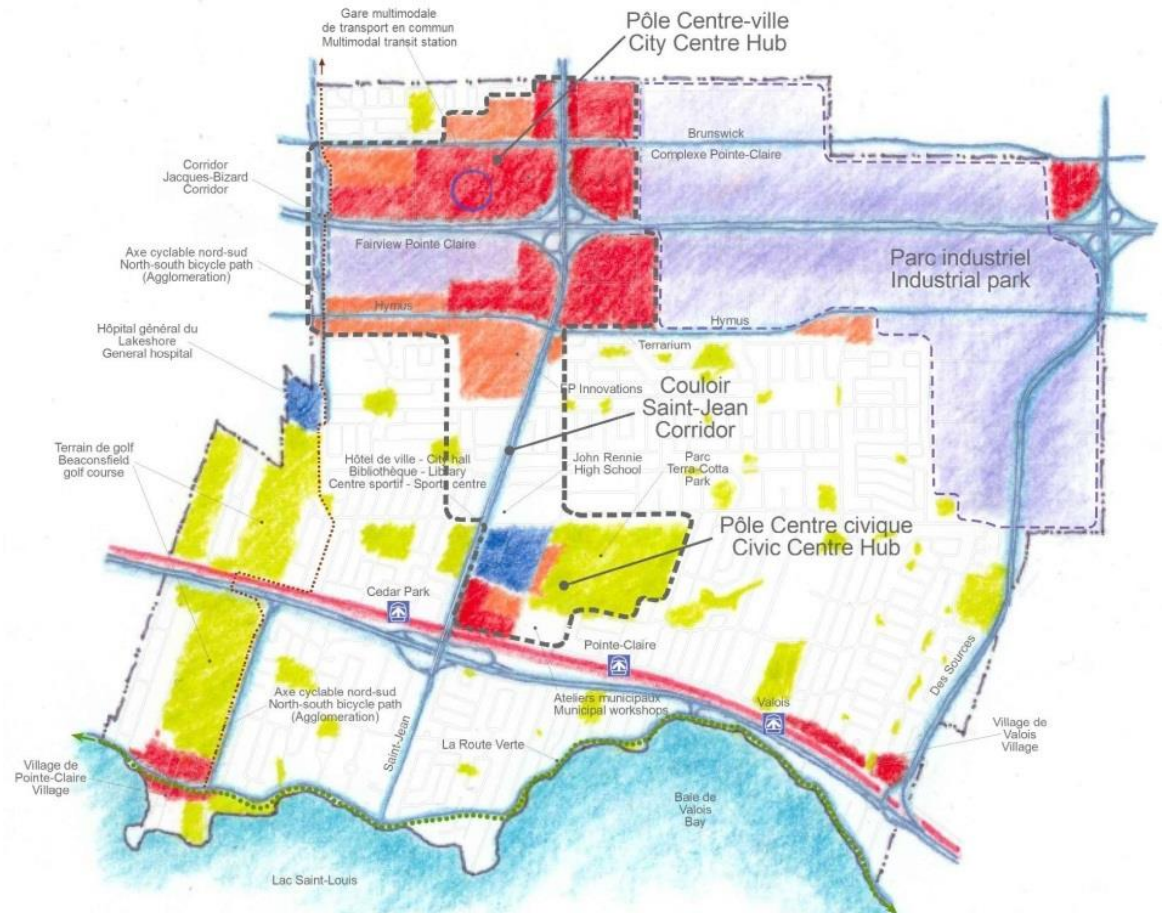 Gare multimodale
de transport en commun
Multimodal transit station
Pôle Centre-ville
City Centre Hub
Brunswick
Complexe Pointe-Claire
Corridor
Jacques-Bizard
Corridor
Fairview Pointe Claire
Axe cyclable nord-sud
North-south bicycle path
(Agglomeration)
Parc industriel
Industrial park
Hymus
Hymus
Hôpital général du
Lakeshore
General hospital
Terrarium
FP Innovations
Couloir
Saint-Jean
Corridor
Terrain de golf
Beaconsfield
golf course
Hôtel de ville - City hall
Bibliothèque - Library
Centre sportif - Sports centre
John Rennie
High School
Parc
Terra-Cotta
Park
Pôle Centre civique
Civic Centre Hub
Cedar Park
Pointe-Claire
Des Sources
Axe cyclable nord-sud
North-south bicycle path
(Agglomeration)
Ateliers municipaux
Municipal workshops
Valois
Saint-Jean
La Route Verte
Village de
Valois
Village
Village de
Pointe-Claire
Village
Baie de
Valois
Bay
Lac Saint-Louis